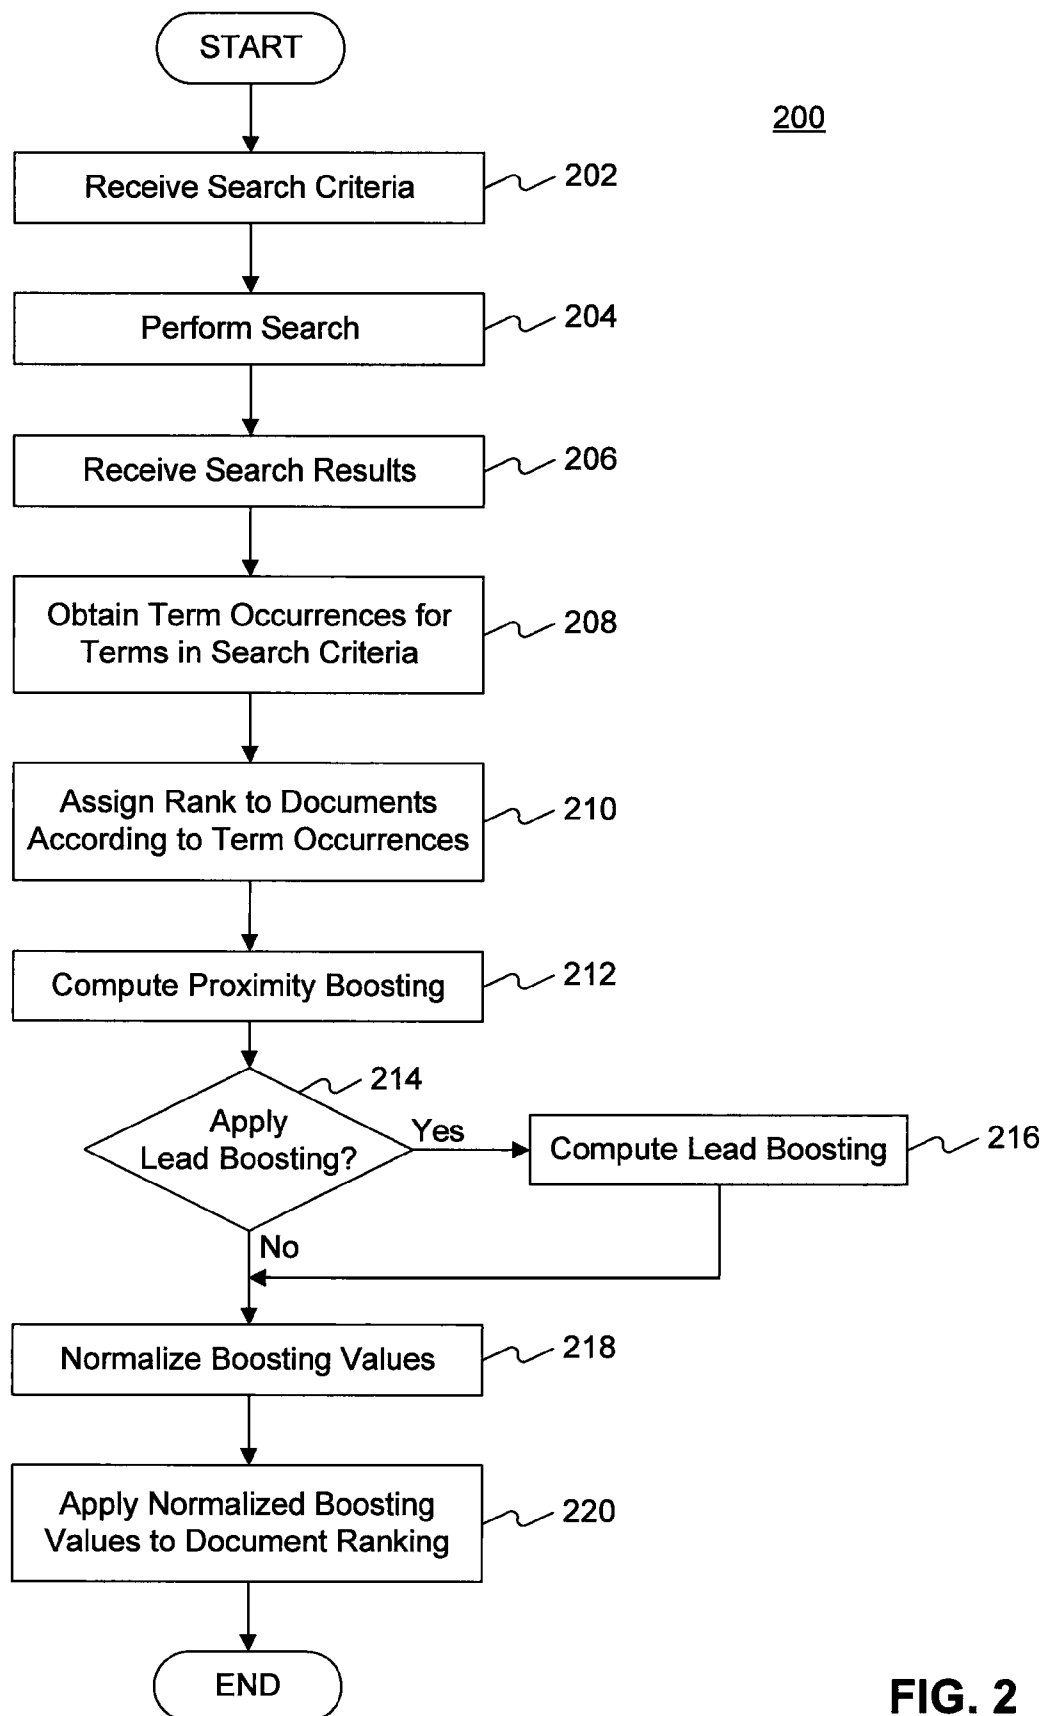 START
200
Receive Search Criteria
202
Perform Search
204
Receive Search Results
206
Obtain Term Occurrences for
Terms in Search Criteria
208
Assign Rank to Documents
According to Term Occurrences
210
Compute Proximity Boosting
212
214
Apply
Lead Boosting?
Yes
Compute Lead Boosting
216
No
Normalize Boosting Values
218
Apply Normalized Boosting
Values to Document Ranking
220
END
FIG. 2